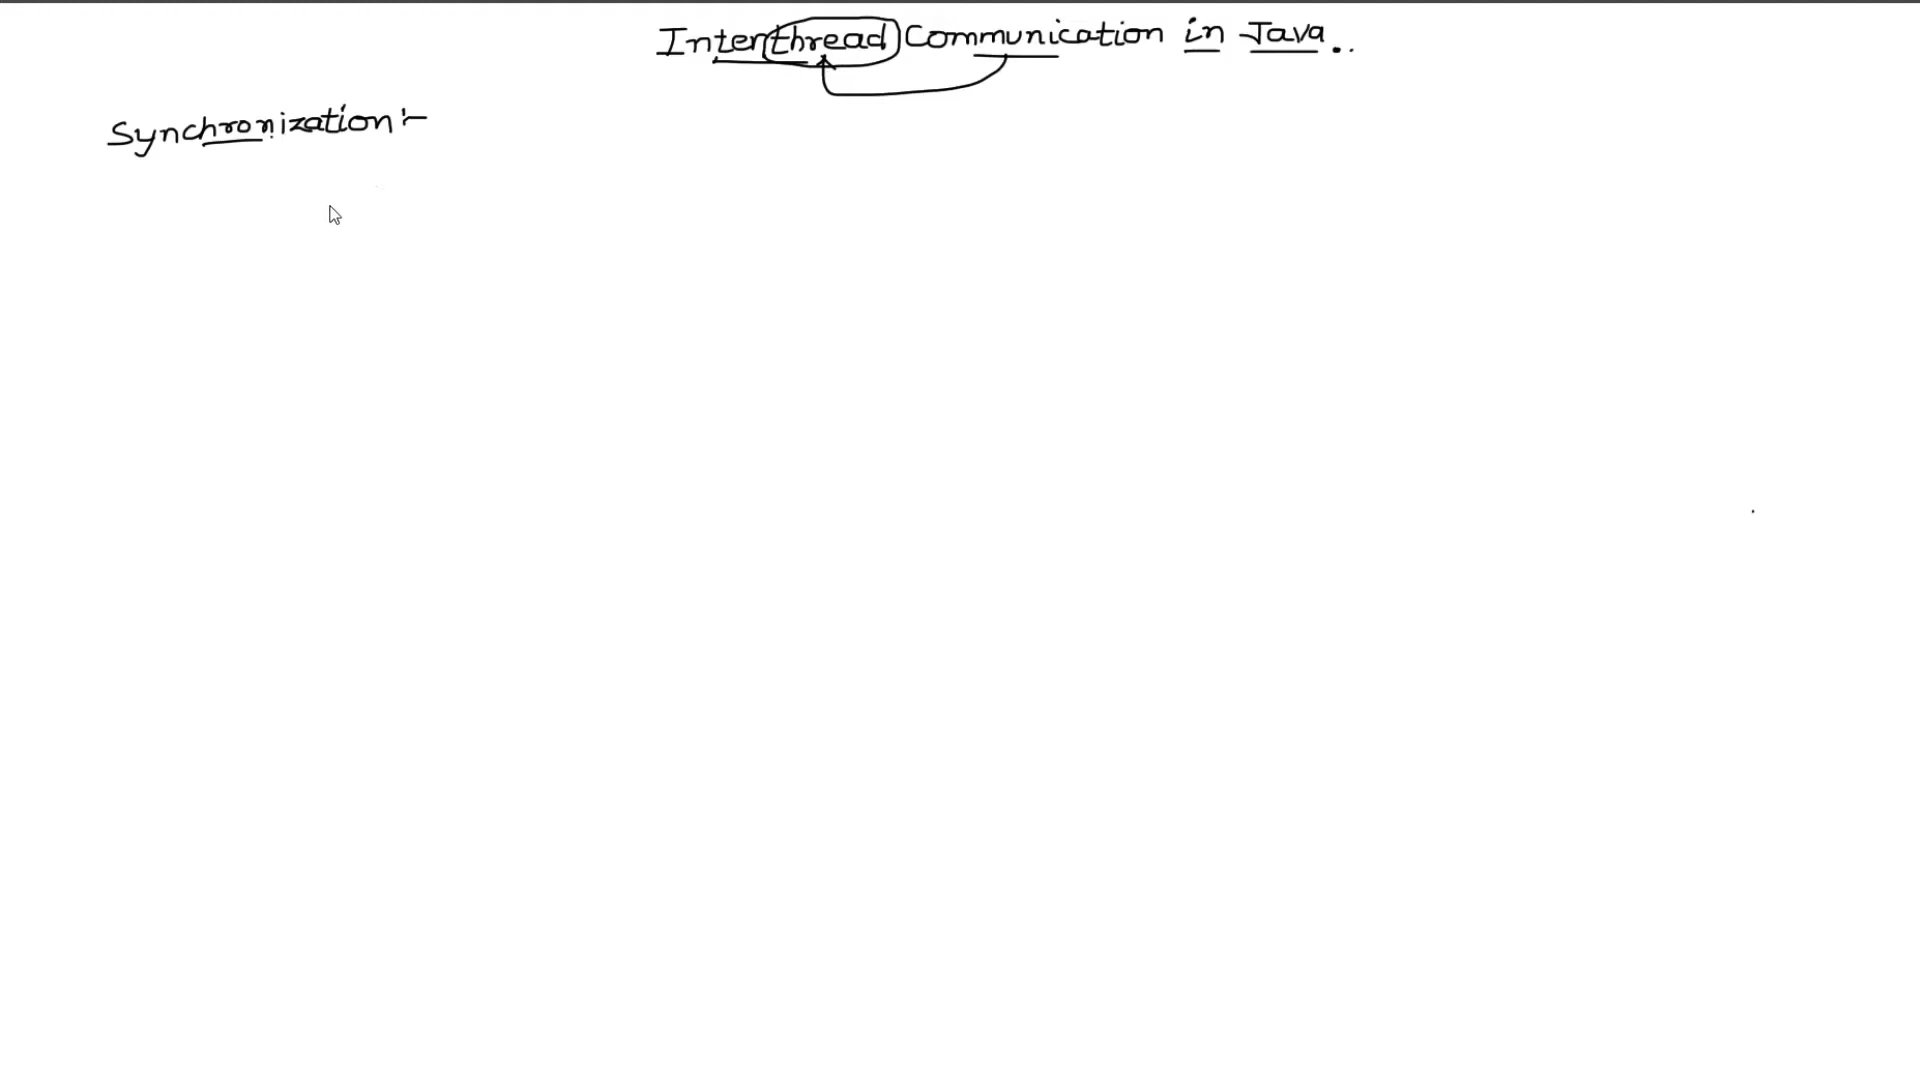 Interthread Communication in Java..
Synchronization :-